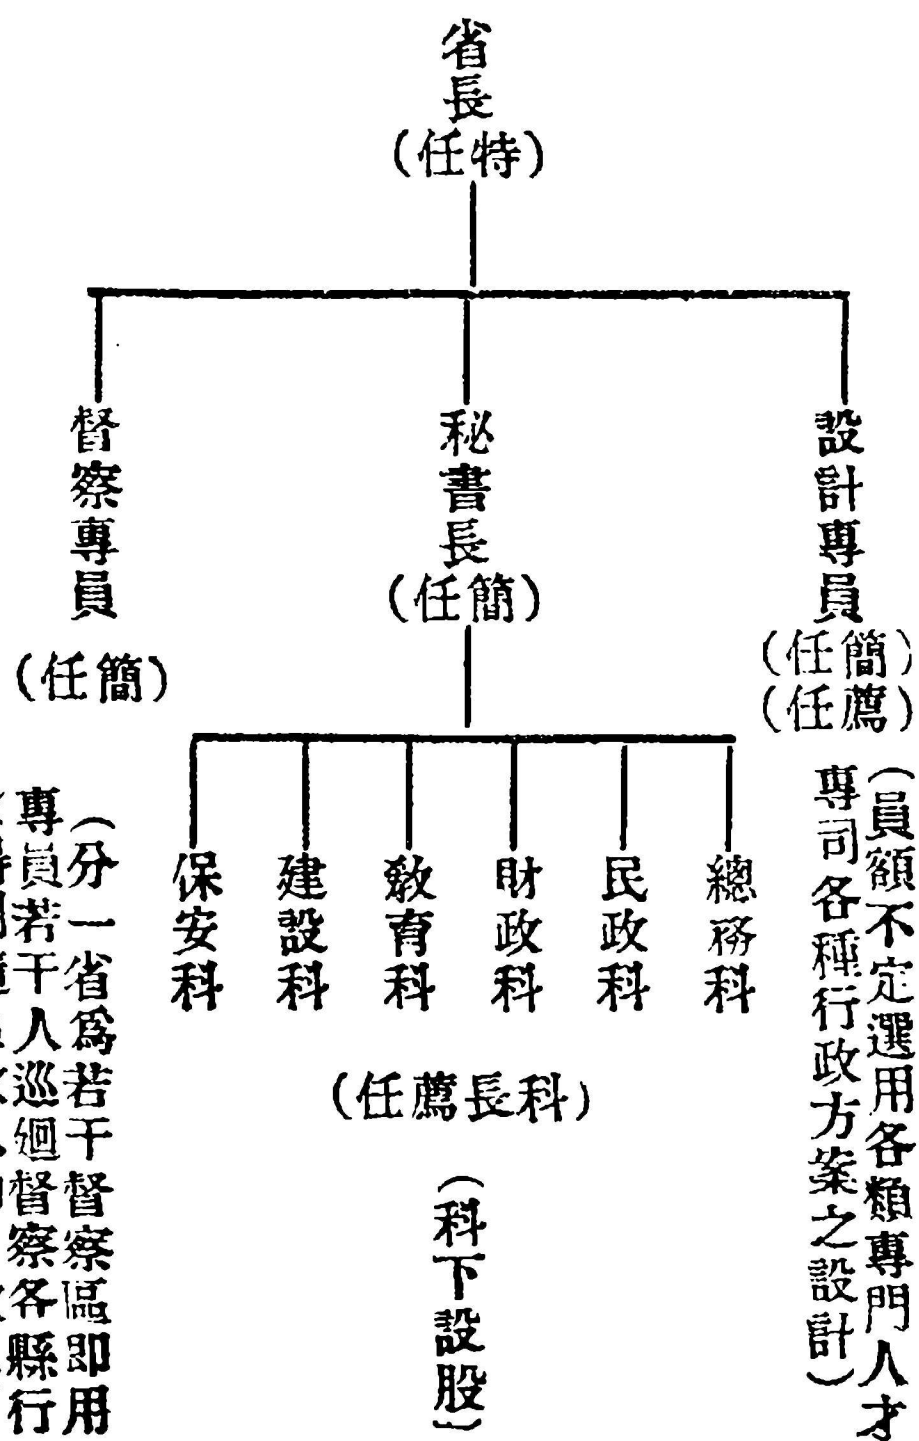 省長
(任特)
設計專員
(任簡)
(任薦)
(員額不定選用各類專門人才
專司各種行政方案之設計)
秘書長
(任簡)
總務科
民政科
財政科
教育科
建設科
保安科
(任薦長科)
(科下設股)
督察專員
(任簡)
(分一省爲若干督察區即用
專員若干人巡廻督察各縣行